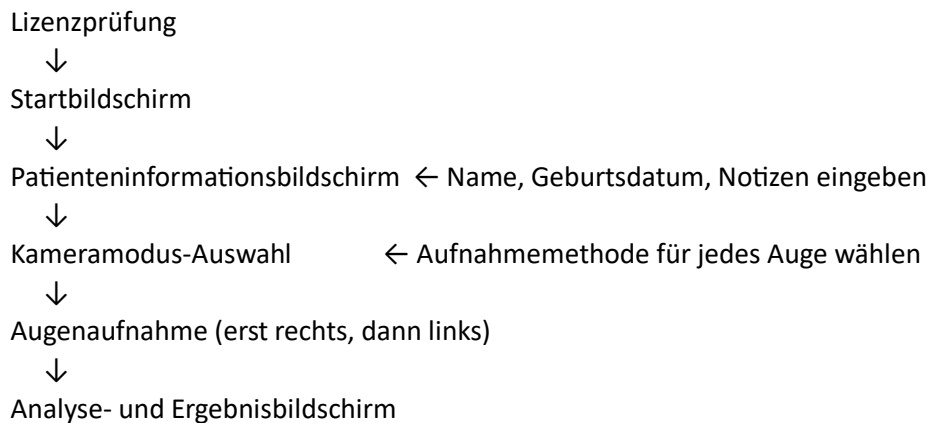 Lizenzprüfung
↓
Startbildschirm
↓
Patienteninformationsbildschirm ← Name, Geburtsdatum, Notizen eingeben
↓
Kameramodus-Auswahl ← Aufnahmemethode für jedes Auge wählen
↓
Augenaufnahme (erst rechts, dann links)
↓
Analyse- und Ergebnisbildschirm